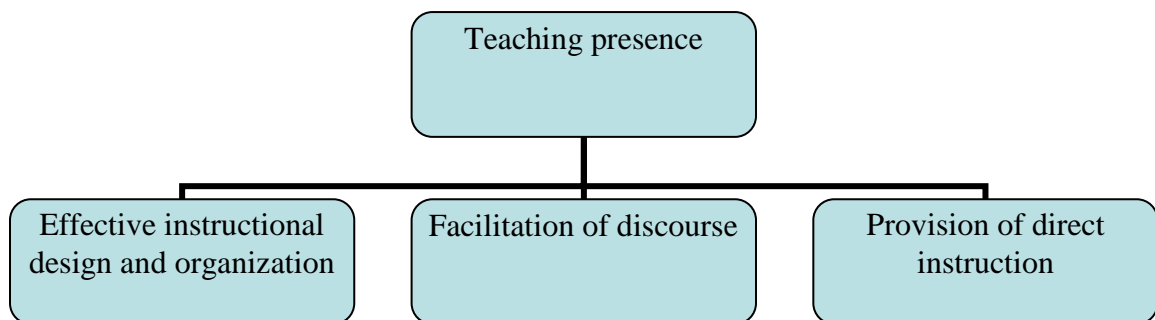 Teaching presence
Effective instructional
design and organization
Facilitation of discourse
Provision of direct
instruction